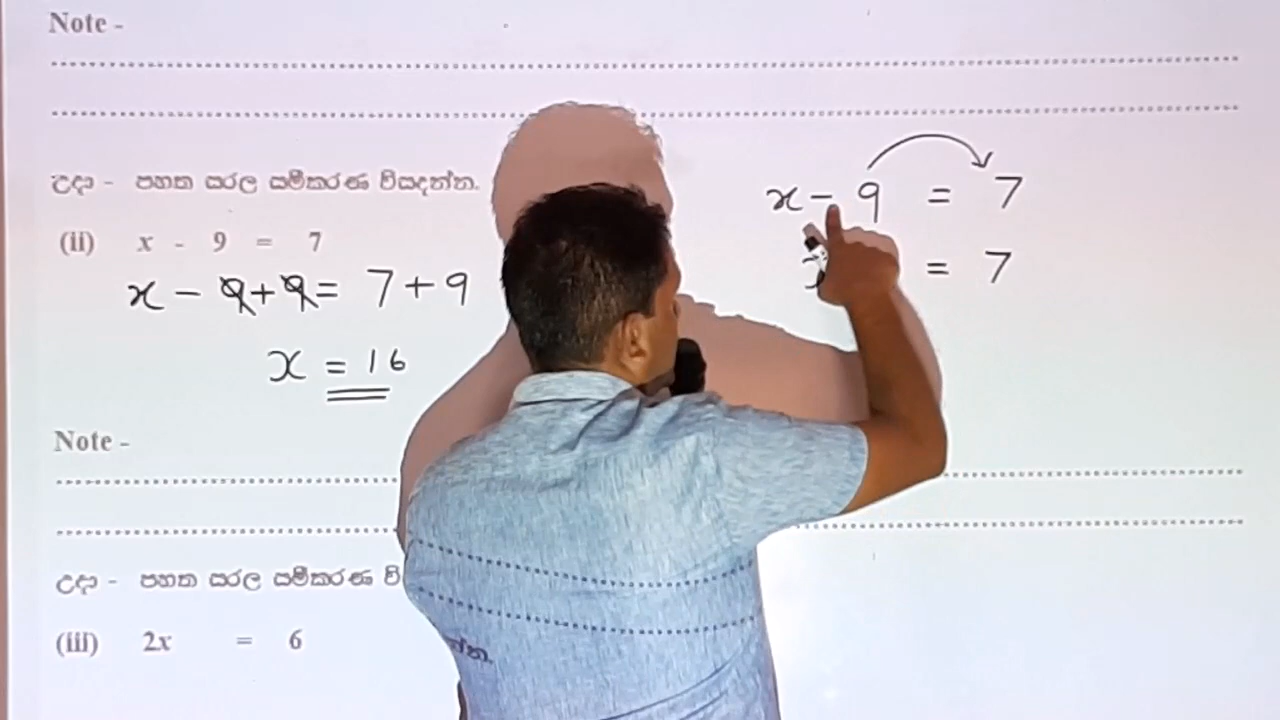 Note -
උදා - පහත සරල සමීකරණ විසඳන්න.
(ii) x - 9 = 7
x - 9 + 9 = 7 + 9
x = 16
x - 9 = 7
= 7
Note -
උදා - පහත සරල සමීකරණ
(iii) 2x = 6